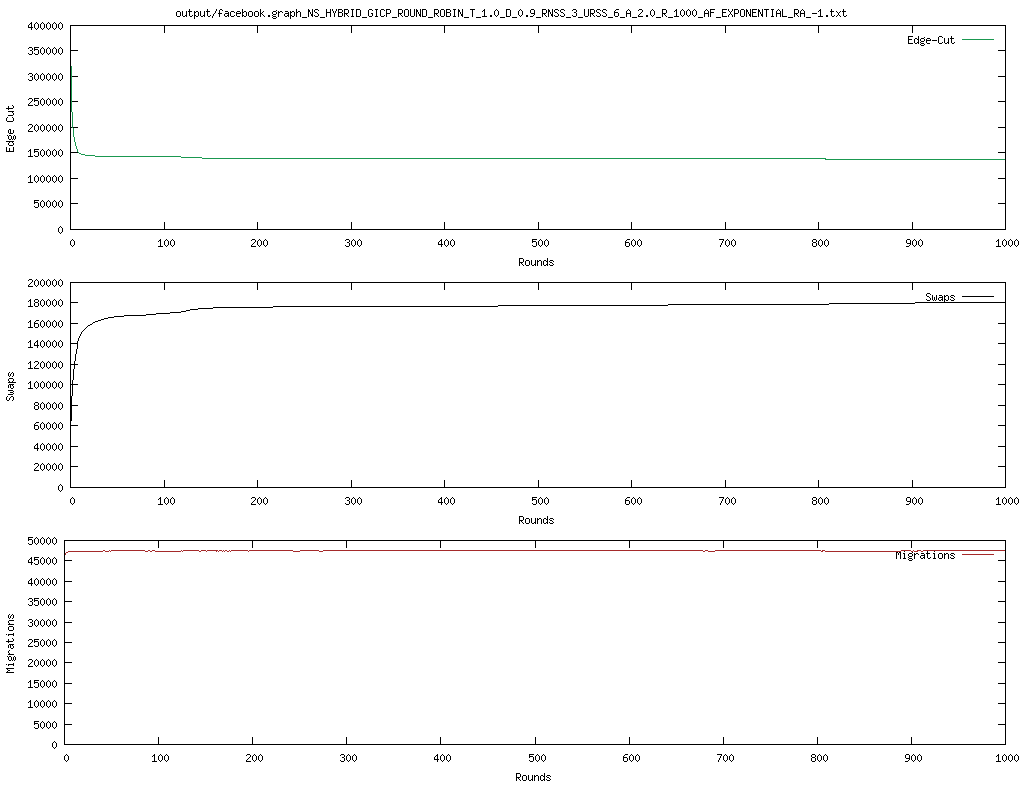 output/facebook.graph_NS_HYBRID_GICP_ROUND_ROBIN_T_1.0_D_0.9_RNSS_3_URSS_6_A_2.0_R_1000_AF_EXPONENTIAL_RA_-1.txt
400000
350000
300000
250000
200000
150000
100000
50000
0
Edge Cut
Edge-Cut
0 100 200 300 400 500 600 700 800 900 1000
Rounds
200000
180000
160000
140000
120000
100000
80000
60000
40000
20000
0
Swaps
Swaps
0 100 200 300 400 500 600 700 800 900 1000
Rounds
50000
45000
40000
35000
30000
25000
20000
15000
10000
5000
0
Migrations
Migrations
0 100 200 300 400 500 600 700 800 900 1000
Rounds